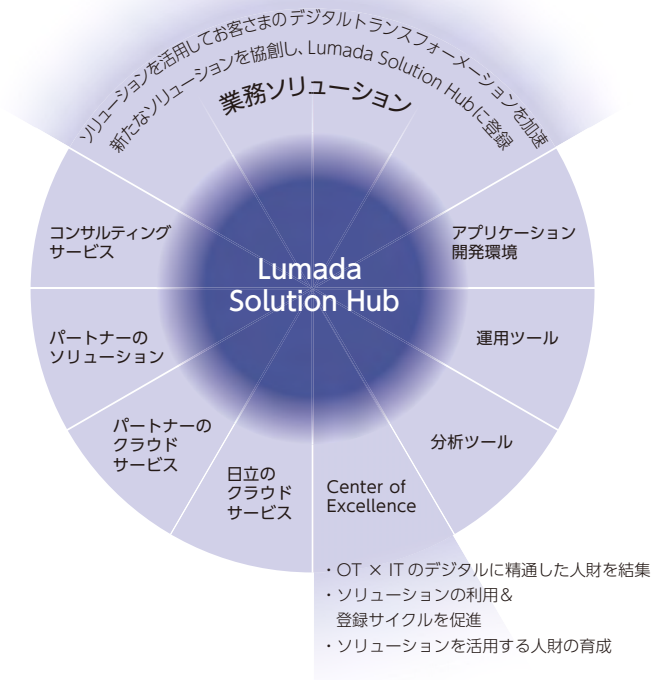 ソリューションを活用してお客さまのデジタルトランスフォーメーションを加速
新たなソリューションを協創し、Lumada Solution Hubに登録
業務ソリューション
コンサルティング
サービス
アプリケーション
開発環境
Lumada
Solution Hub
パートナーの
ソリューション
運用ツール
パートナーの
クラウド
サービス
分析ツール
日立の
クラウド
サービス
Center of
Excellence
・OT × IT のデジタルに精通した人財を結集
・ソリューションの利用＆
登録サイクルを促進
・ソリューションを活用する人財の育成